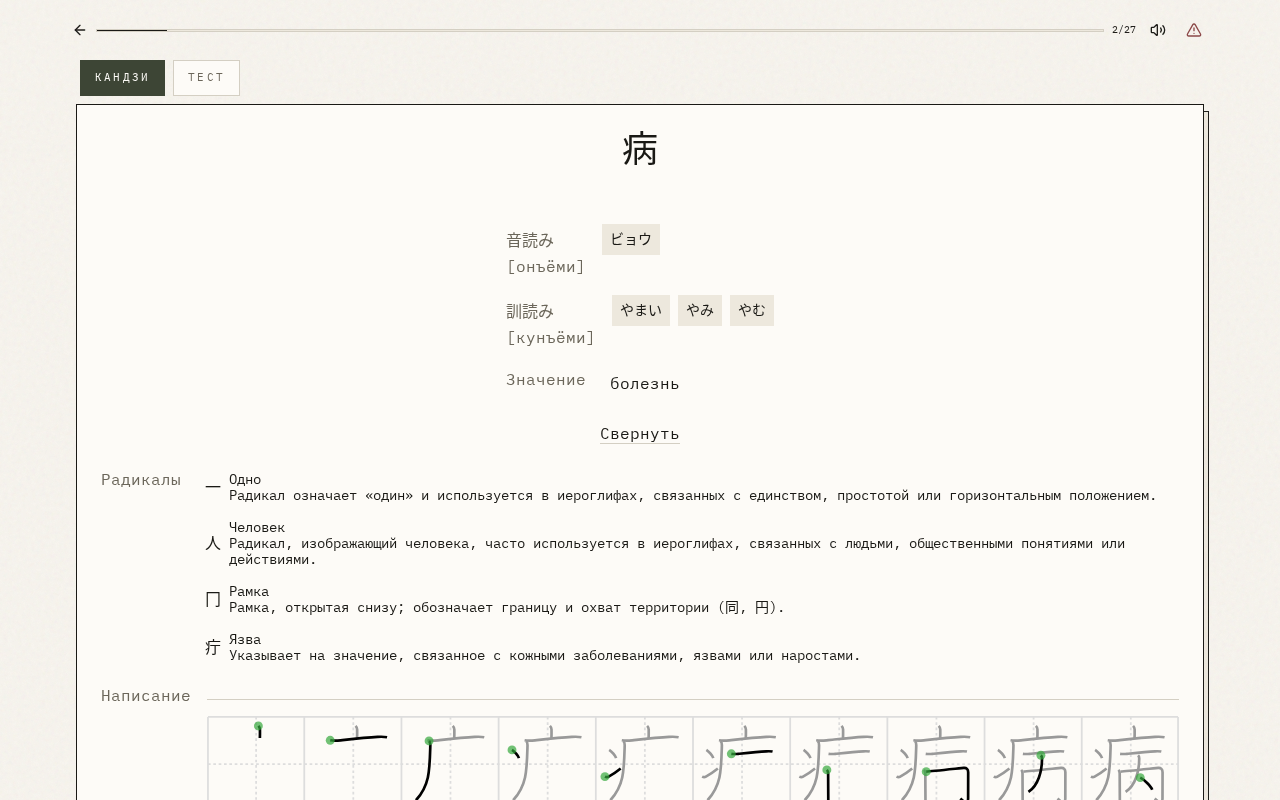 2/27
КАНДЗИ
ТЕСТ
病
音読み
ビョウ
[онъёми]
訓読み
やまい
やみ
やむ
[кунъёми]
Значение
болезнь
Свернуть
Радикалы
一
Одно
Радикал означает «один» и используется в иероглифах, связанных с единством, простотой или горизонтальным положением.
人
Человек
Радикал, изображающий человека, часто используется в иероглифах, связанных с людьми, общественными понятиями или
действиями.
冂
Рамка
Рамка, открытая снизу; обозначает границу и охват территории (同, 円).
疔
Язва
Указывает на значение, связанное с кожными заболеваниями, язвами или наростами.
Написание